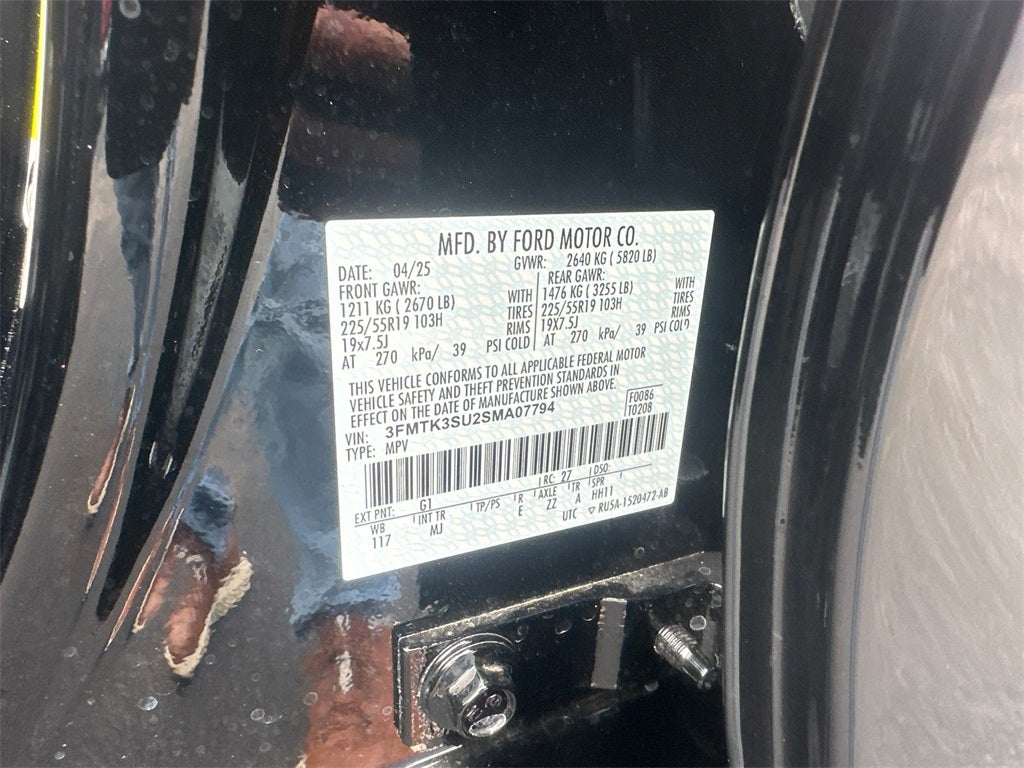 MFD. BY FORD MOTOR CO.
DATE: 04/25 GVWR: 2640 KG ( 5820 LB)
FRONT GAWR: REAR GAWR:
1211 KG ( 2670 LB) WITH 1476 KG ( 3255 LB) WITH
225/55R19 103H TIRES 225/55R19 103H TIRES
19x7.5J RIMS 19x7.5J RIMS
AT 270 kPa/ 39 PSI COLD AT 270 kPa/ 39 PSI COLD
THIS VEHICLE CONFORMS TO ALL APPLICABLE FEDERAL MOTOR
VEHICLE SAFETY AND THEFT PREVENTION STANDARDS IN
EFFECT ON THE DATE OF MANUFACTURE SHOWN ABOVE.
F0086
VIN: 3FMTK3SU2SMA07794 T0208
TYPE: MPV
EXT PNT: G1 RC: 27 DSO:
WB INT TR TP/PS R AXLE TR SPR
117 MJ E ZZ A HH11
UTC ▽ RU5A-1520472-AB